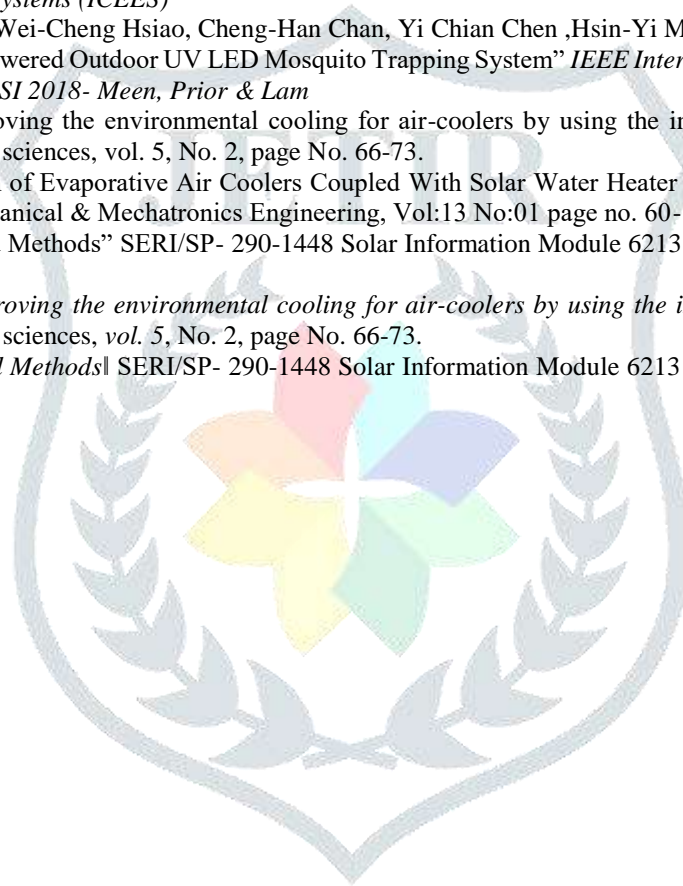 ystems (ICEES)
Wei-Cheng Hsiao, Cheng-Han Chan, Yi Chian Chen ,Hsin-Yi M
wered Outdoor UV LED Mosquito Trapping System” IEEE Inter
SI 2018- Meen, Prior & Lam
oving the environmental cooling for air-coolers by using the i
sciences, vol. 5, No. 2, page No. 66-73.
of Evaporative Air Coolers Coupled With Solar Water Heater
anical & Mechatronics Engineering, Vol:13 No:01 page no. 60-
Methods” SERI/SP- 290-1448 Solar Information Module 6213
roving the environmental cooling for air-coolers by using the i
sciences, vol. 5, No. 2, page No. 66-73.
l Methods‖ SERI/SP- 290-1448 Solar Information Module 6213
JETIR